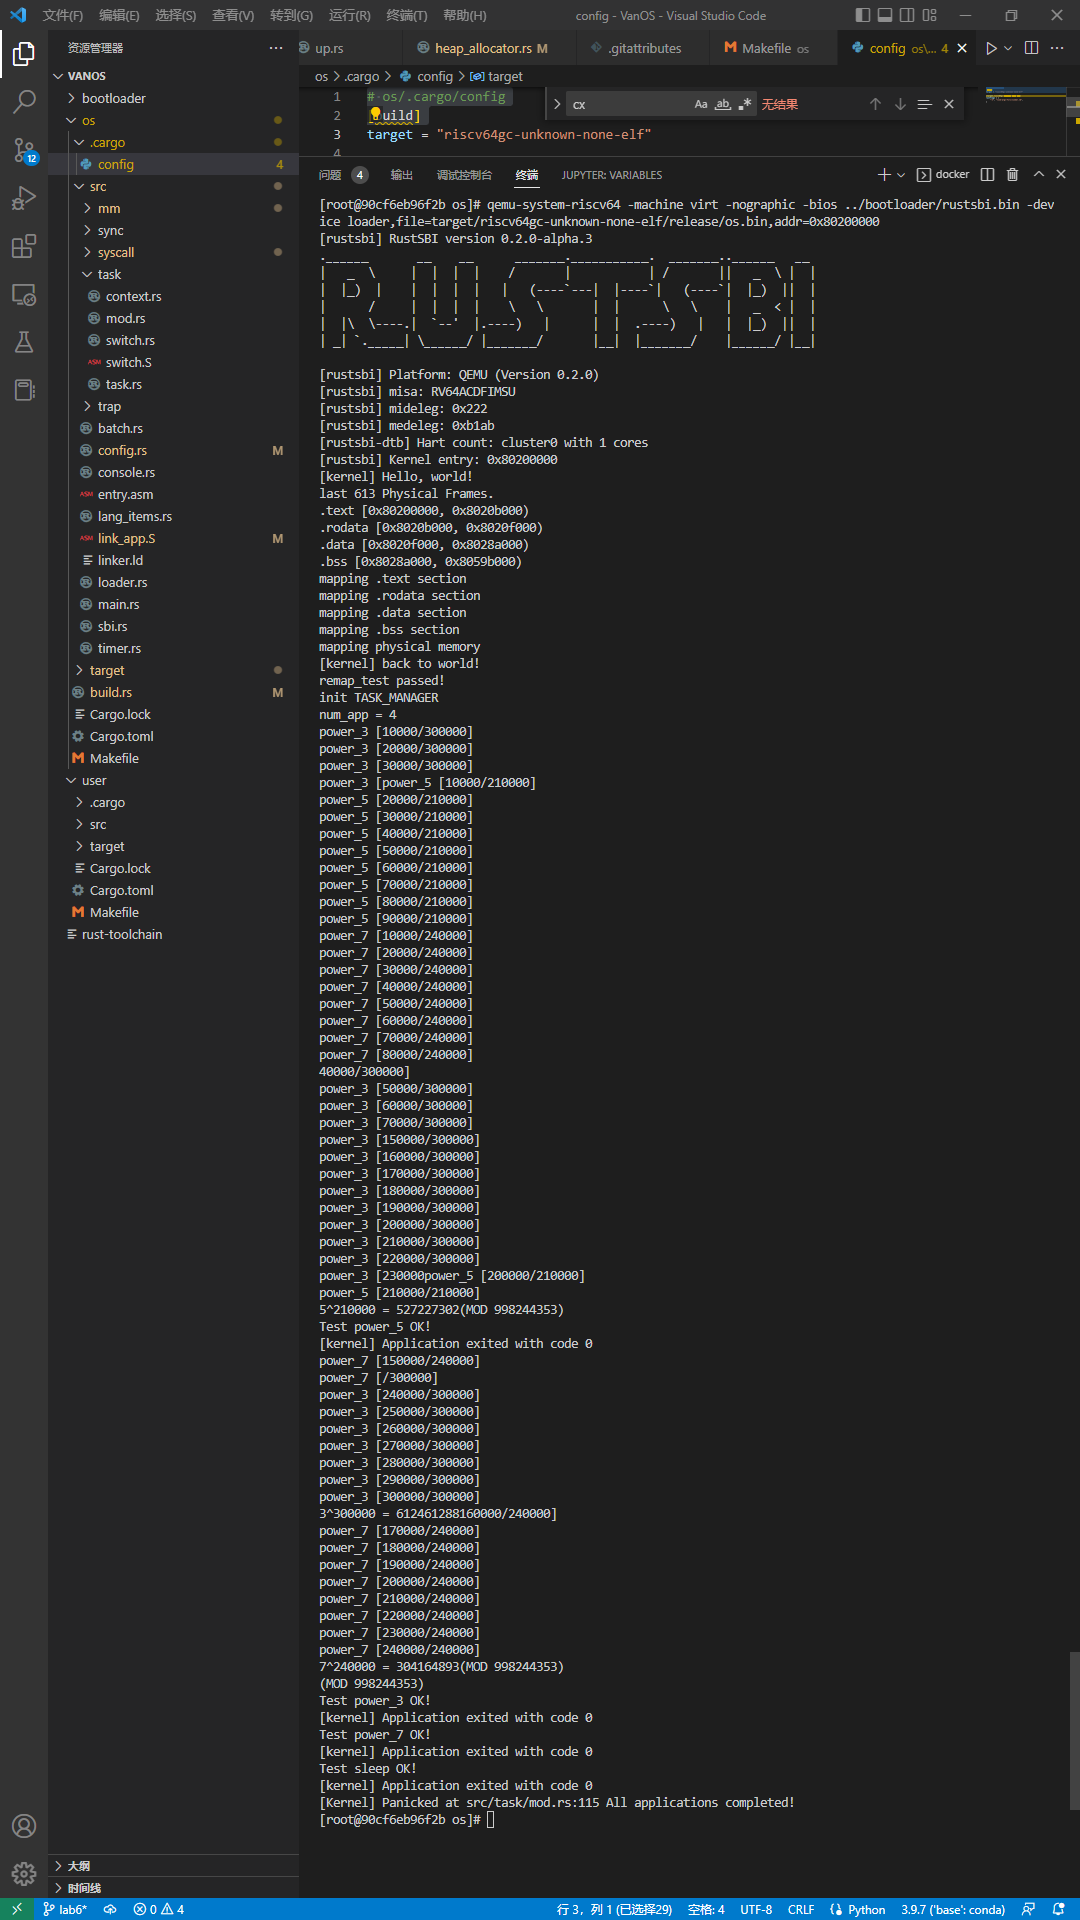 文件(F) 编辑(E) 选择(S) 查看(V) 转到(G) 运行(R) 终端(T) 帮助(H) config - VanOS - Visual Studio Code
资源管理器
up.rs heap_allocator.rs M .gitattributes Makefile os config os\... 4
VANOS
bootloader
os
.cargo
config 4
src
mm
sync
syscall
task
context.rs
mod.rs
switch.rs
ASM switch.S
task.rs
trap
batch.rs
config.rs M
console.rs
ASM entry.asm
lang_items.rs
ASM link_app.S M
linker.ld
loader.rs
main.rs
sbi.rs
timer.rs
target
build.rs M
Cargo.lock
Cargo.toml
Makefile
user
.cargo
src
target
Cargo.lock
Cargo.toml
Makefile
rust-toolchain
大纲
时间线
12
os > .cargo > config > target
1 # os/.cargo/config
2 [build]
3 target = "riscv64gc-unknown-none-elf"
4
cx Aa ab .* 无结果
问题 4 输出 调试控制台 终端 JUPYTER: VARIABLES docker
[root@90cf6eb96f2b os]# qemu-system-riscv64 -machine virt -nographic -bios ../bootloader/rustsbi.bin -dev
ice loader,file=target/riscv64gc-unknown-none-elf/release/os.bin,addr=0x80200000
[rustsbi] RustSBI version 0.2.0-alpha.3
.______       __    __      _______.___________.  _______..______   __
|   _  \     |  |  |  |    /       |           | /       ||   _  \ |  |
|  |_)  |    |  |  |  |   |   (----`---|  |----`|   (----`|  |_)  ||  |
|      /     |  |  |  |    \   \       |  |      \   \    |   _  < |  |
|  |\  \----.|  `--'  |.----)   |      |  |  .----)   |   |  |_)  ||  |
| _| `._____| \______/ |_______/       |__|  |_______/    |______/ |__|
[rustsbi] Platform: QEMU (Version 0.2.0)
[rustsbi] misa: RV64ACDFIMSU
[rustsbi] mideleg: 0x222
[rustsbi] medeleg: 0xb1ab
[rustsbi-dtb] Hart count: cluster0 with 1 cores
[rustsbi] Kernel entry: 0x80200000
[kernel] Hello, world!
last 613 Physical Frames.
.text [0x80200000, 0x8020b000)
.rodata [0x8020b000, 0x8020f000)
.data [0x8020f000, 0x8028a000)
.bss [0x8028a000, 0x8059b000)
mapping .text section
mapping .rodata section
mapping .data section
mapping .bss section
mapping physical memory
[kernel] back to world!
remap_test passed!
init TASK_MANAGER
num_app = 4
power_3 [10000/300000]
power_3 [20000/300000]
power_3 [30000/300000]
power_3 [power_5 [10000/210000]
power_5 [20000/210000]
power_5 [30000/210000]
power_5 [40000/210000]
power_5 [50000/210000]
power_5 [60000/210000]
power_5 [70000/210000]
power_5 [80000/210000]
power_5 [90000/210000]
power_7 [10000/240000]
power_7 [20000/240000]
power_7 [30000/240000]
power_7 [40000/240000]
power_7 [50000/240000]
power_7 [60000/240000]
power_7 [70000/240000]
power_7 [80000/240000]
40000/300000]
power_3 [50000/300000]
power_3 [60000/300000]
power_3 [70000/300000]
power_3 [150000/300000]
power_3 [160000/300000]
power_3 [170000/300000]
power_3 [180000/300000]
power_3 [190000/300000]
power_3 [200000/300000]
power_3 [210000/300000]
power_3 [220000/300000]
power_3 [230000power_5 [200000/210000]
power_5 [210000/210000]
5^210000 = 527227302(MOD 998244353)
Test power_5 OK!
[kernel] Application exited with code 0
power_7 [150000/240000]
power_7 [/300000]
power_3 [240000/300000]
power_3 [250000/300000]
power_3 [260000/300000]
power_3 [270000/300000]
power_3 [280000/300000]
power_3 [290000/300000]
power_3 [300000/300000]
3^300000 = 612461288160000/240000]
power_7 [170000/240000]
power_7 [180000/240000]
power_7 [190000/240000]
power_7 [200000/240000]
power_7 [210000/240000]
power_7 [220000/240000]
power_7 [230000/240000]
power_7 [240000/240000]
7^240000 = 304164893(MOD 998244353)
(MOD 998244353)
Test power_3 OK!
[kernel] Application exited with code 0
Test power_7 OK!
[kernel] Application exited with code 0
Test sleep OK!
[kernel] Application exited with code 0
[Kernel] Panicked at src/task/mod.rs:115 All applications completed!
[root@90cf6eb96f2b os]#
lab6* 0 4 行 3，列 1 (已选择29) 空格: 4 UTF-8 CRLF Python 3.9.7 ('base': conda)